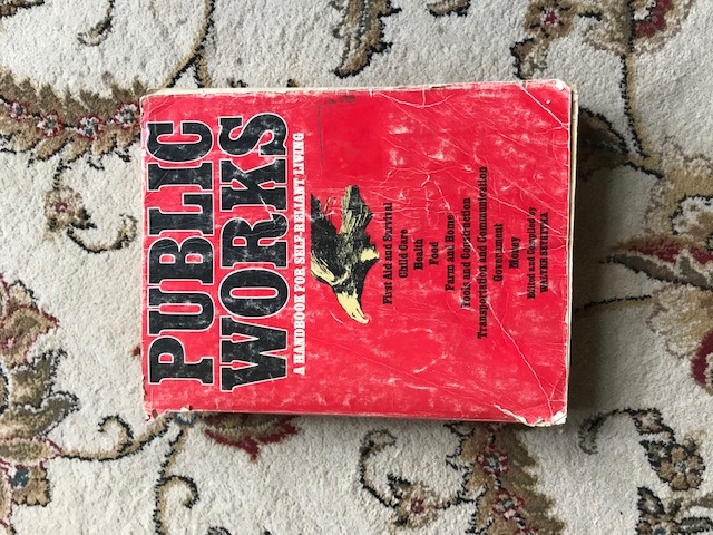 PUBLIC
WORKS
A HANDBOOK FOR SELF-RELIANT LIVING
First Aid and Survival
Child Care
Health
Food
Farm and Home
Tools and Construction
Transportation and Communication
Government
Money
Edited and Compiled by
WALTER SZYKITKA